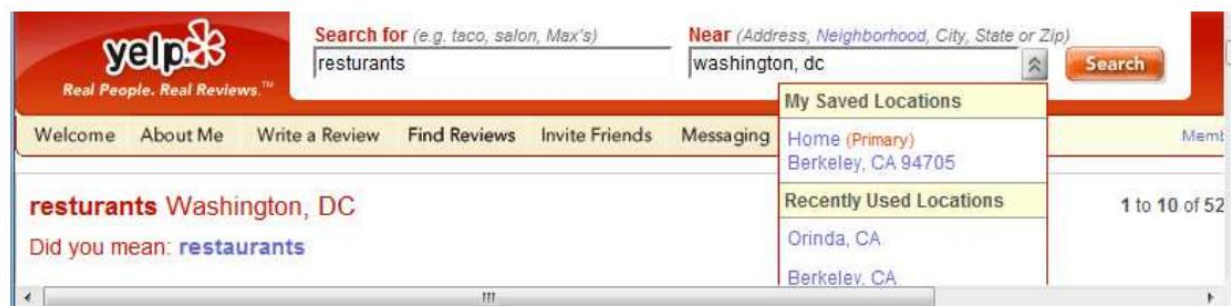 yelp
Real People. Real Reviews.™
Search for (e.g. taco, salon, Max's)
resturants
Near (Address, Neighborhood, City, State or Zip)
washington, dc
Search
My Saved Locations
Home (Primary)
Berkeley, CA 94705
Recently Used Locations
Orinda, CA
Berkeley, CA
Welcome About Me Write a Review Find Reviews Invite Friends Messaging
resturants Washington, DC
1 to 10 of 52
Did you mean: restaurants